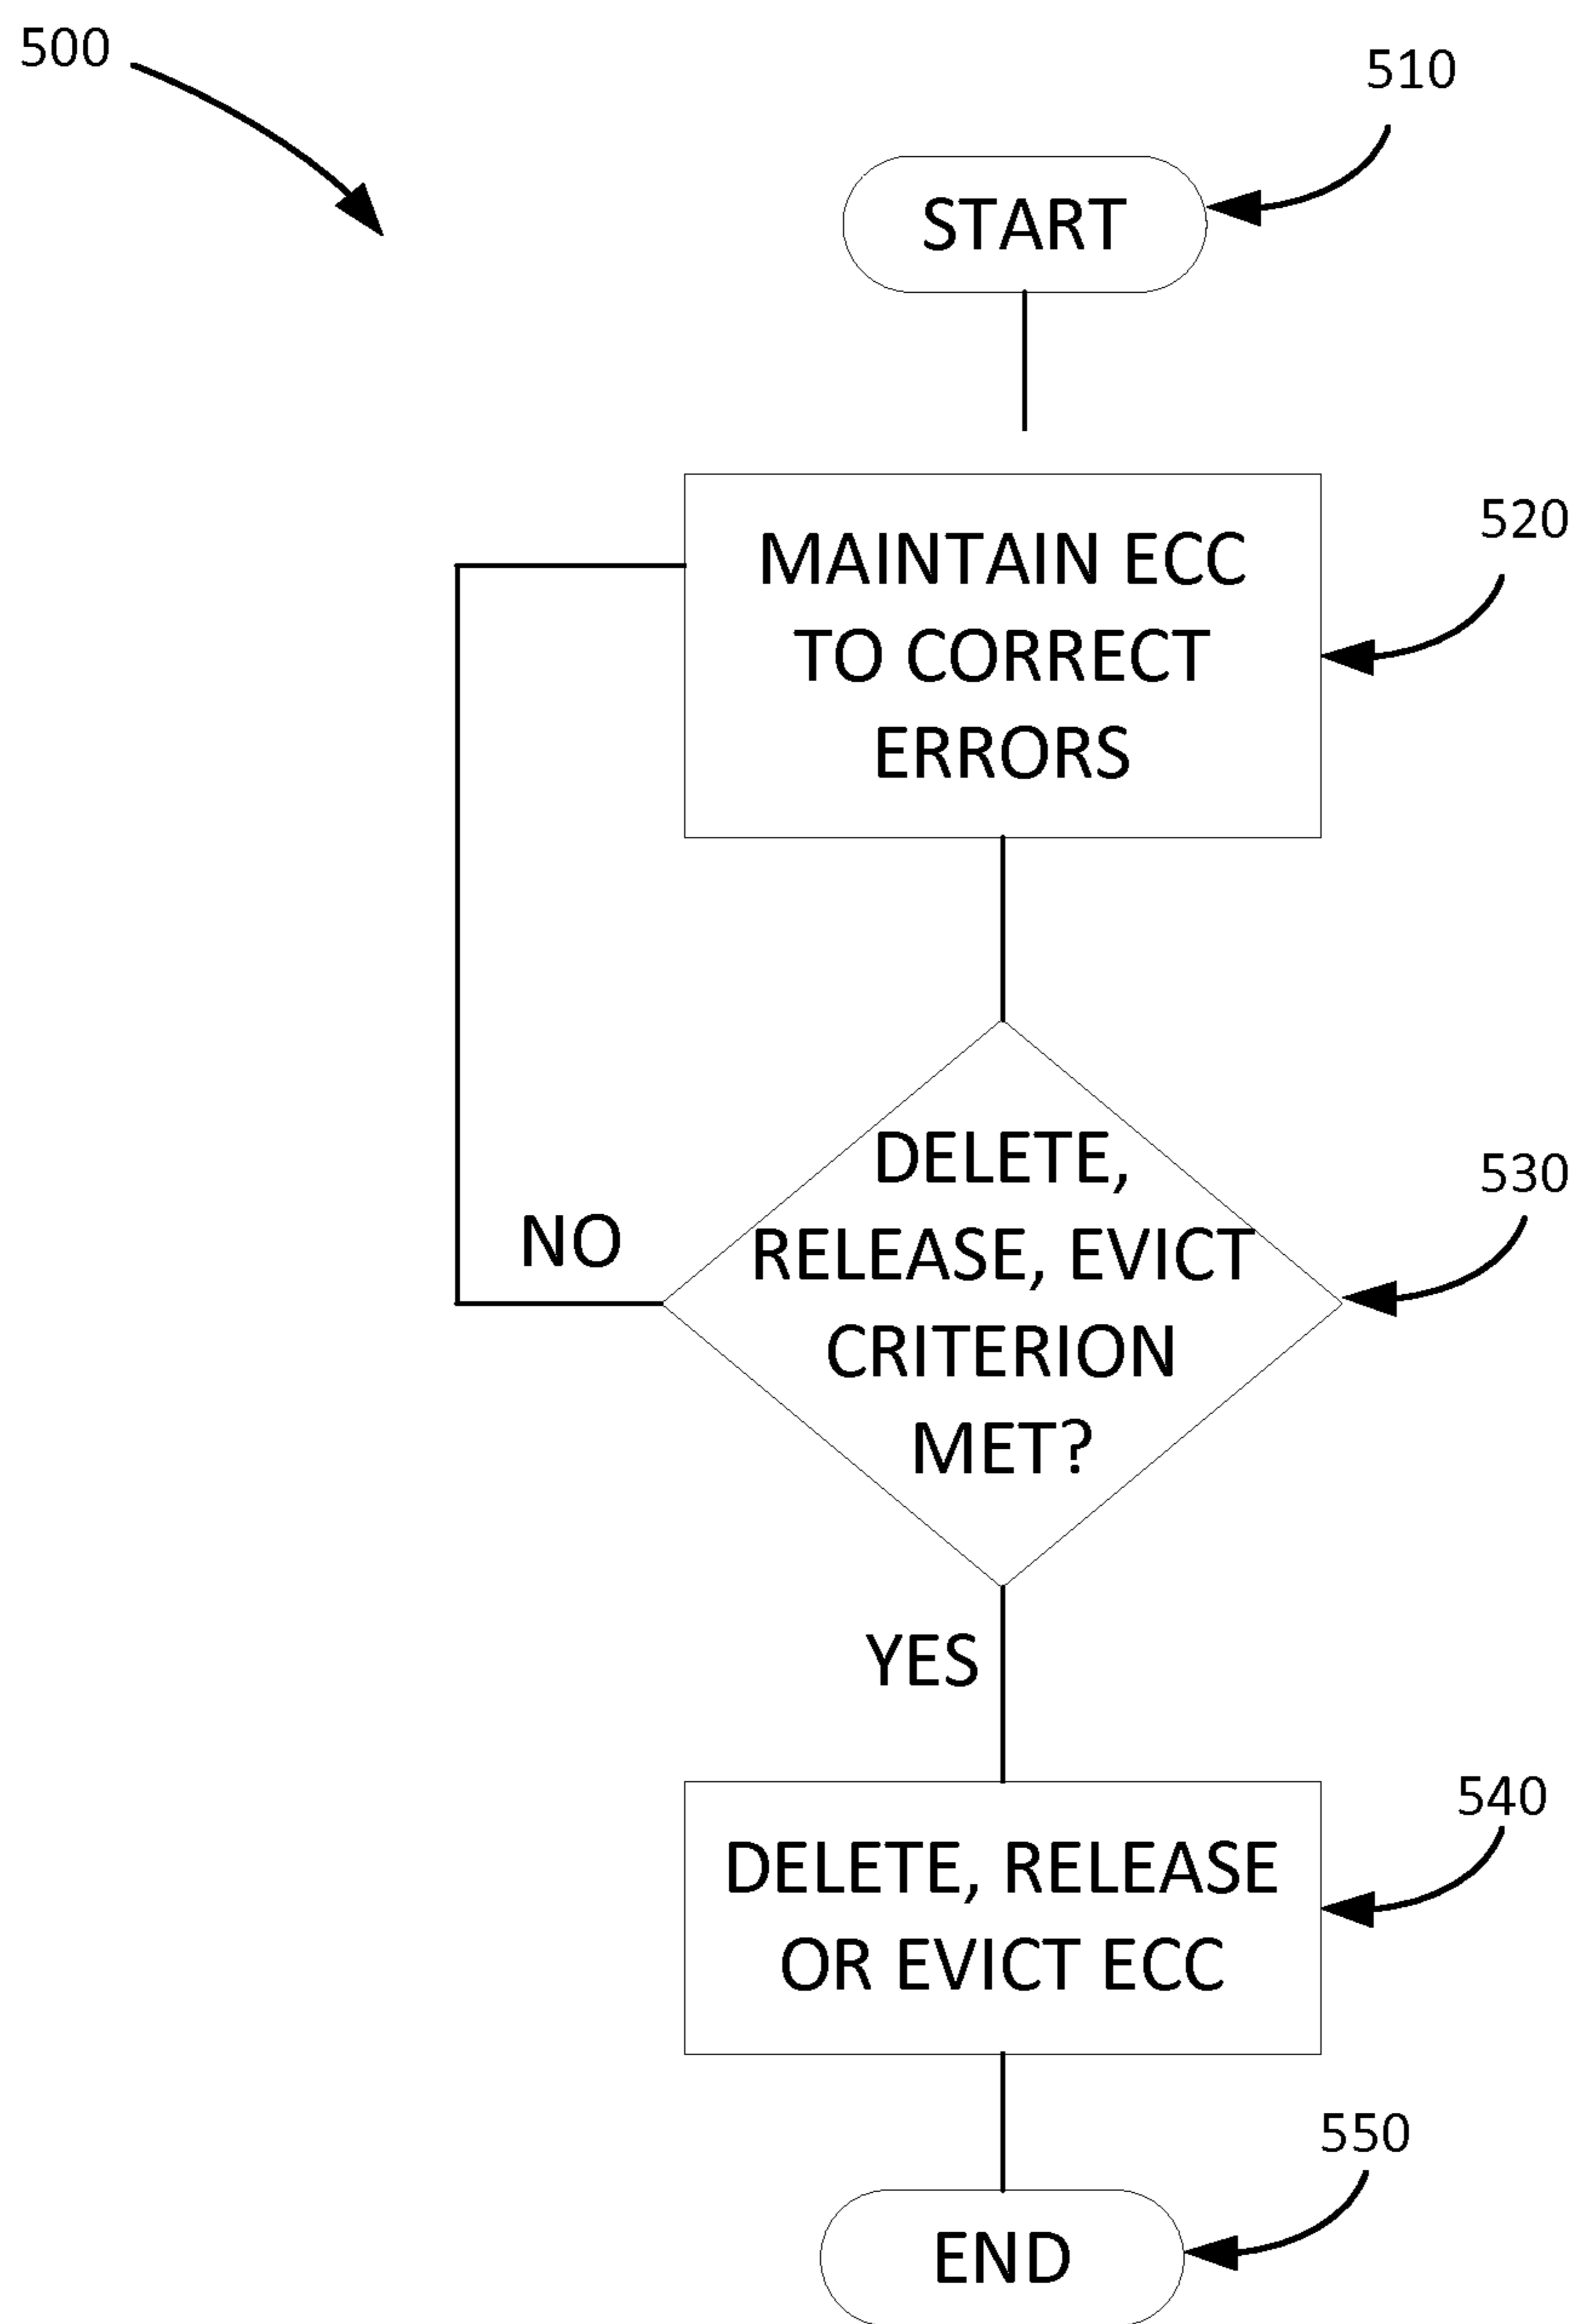 500
510
START
MAINTAIN ECC
TO CORRECT
ERRORS
520
DELETE,
RELEASE, EVICT
CRITERION
MET?
530
NO
YES
DELETE, RELEASE
OR EVICT ECC
540
550
END